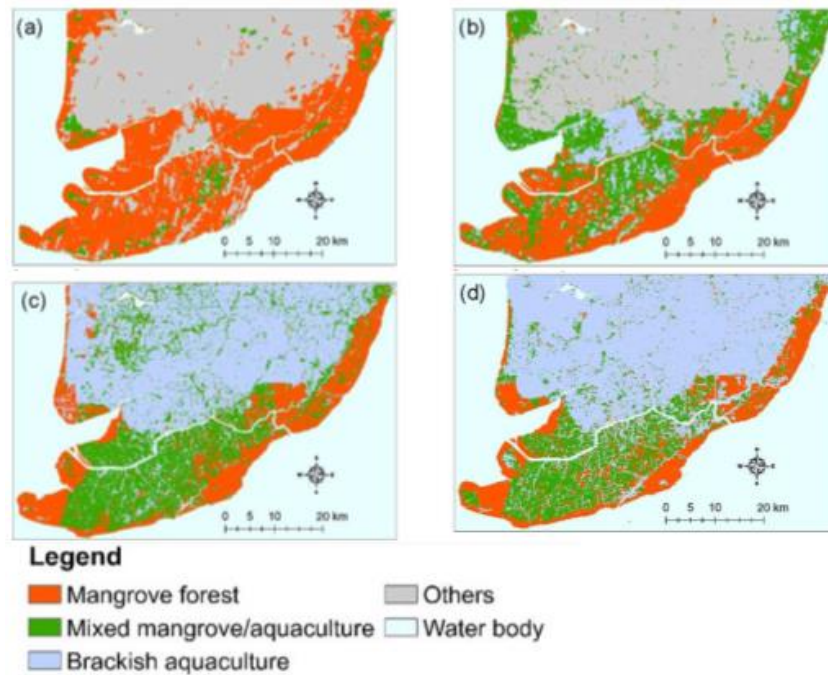 (a)
0 5 10 20 km
(b)
0 5 10 20 km
(c)
0 5 10 20 km
(d)
0 5 10 20 km
Legend
Mangrove forest
Others
Mixed mangrove/aquaculture
Water body
Brackish aquaculture